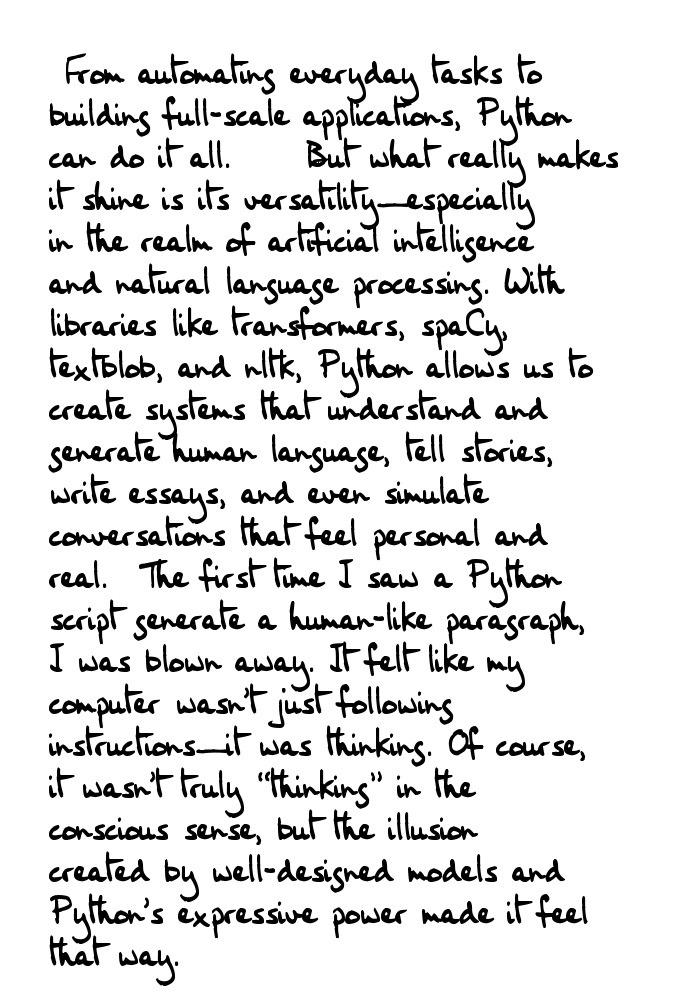 From automating everyday tasks to
building full-scale applications, Python
can do it all. But what really makes
it shine is its versatility—especially
in the realm of artificial intelligence
and natural language processing. With
libraries like transformers, spaCy,
textblob, and nltk, Python allows us to
create systems that understand and
generate human language, tell stories,
write essays, and even simulate
conversations that feel personal and
real. The first time I saw a Python
script generate a human-like paragraph,
I was blown away. It felt like my
computer wasn't just following
instructions—it was thinking. Of course,
it wasn't truly “thinking” in the
conscious sense, but the illusion
created by well-designed models and
Python's expressive power made it feel
that way.